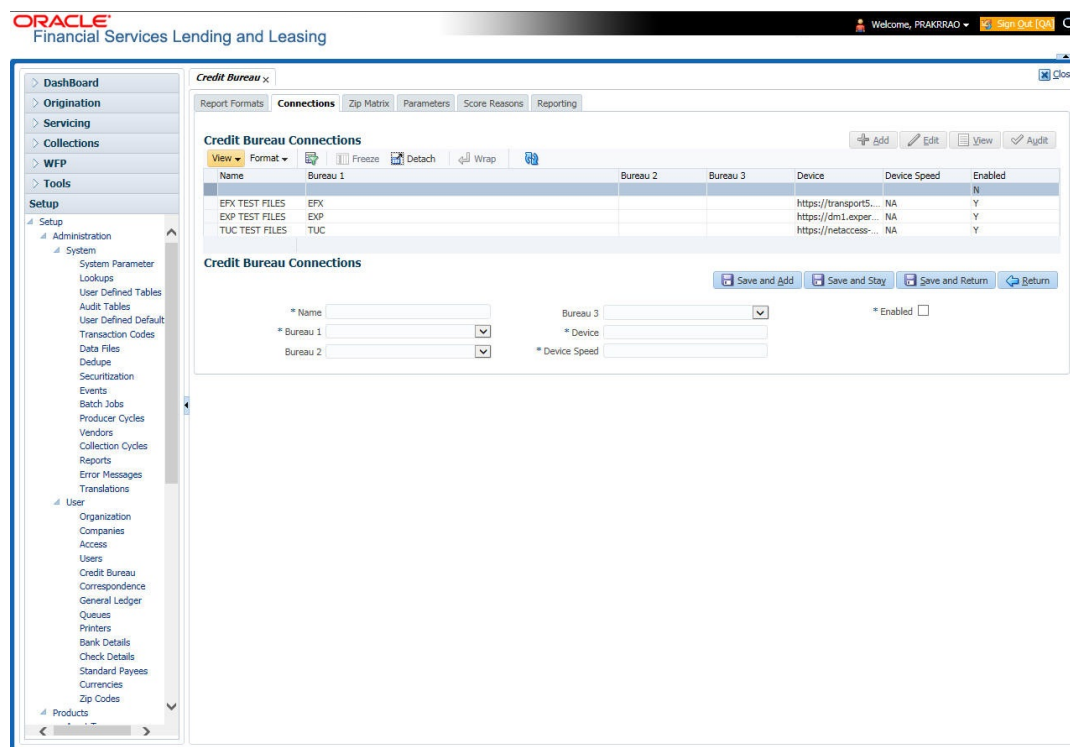 ORACLE
Financial Services Lending and Leasing
Welcome, PRAKRRAO
Sign Out [QA]
DashBoard
Origination
Servicing
Collections
WFP
Tools
Setup
Setup
Administration
System
System Parameter
Lookups
User Defined Tables
Audit Tables
User Defined Default
Transaction Codes
Data Files
Dedupe
Securitization
Events
Batch Jobs
Producer Cycles
Vendors
Collection Cycles
Reports
Error Messages
Translations
User
Organization
Companies
Access
Users
Credit Bureau
Correspondence
General Ledger
Queues
Printers
Bank Details
Check Details
Standard Payees
Currencies
Zip Codes
Products
Credit Bureau
Clos
Report Formats Connections Zip Matrix Parameters Score Reasons Reporting
Credit Bureau Connections
Add Edit View Audit
View Format Freeze Detach Wrap
Name Bureau 1 Bureau 2 Bureau 3 Device Device Speed Enabled
N
EFX TEST FILES EFX https://transport5.... NA Y
EXP TEST FILES EXP https://dm1.exper... NA Y
TUC TEST FILES TUC https://netaccess-... NA Y
Credit Bureau Connections
Save and Add Save and Stay Save and Return Return
* Name
* Bureau 1
Bureau 2
Bureau 3
* Device
* Device Speed
* Enabled